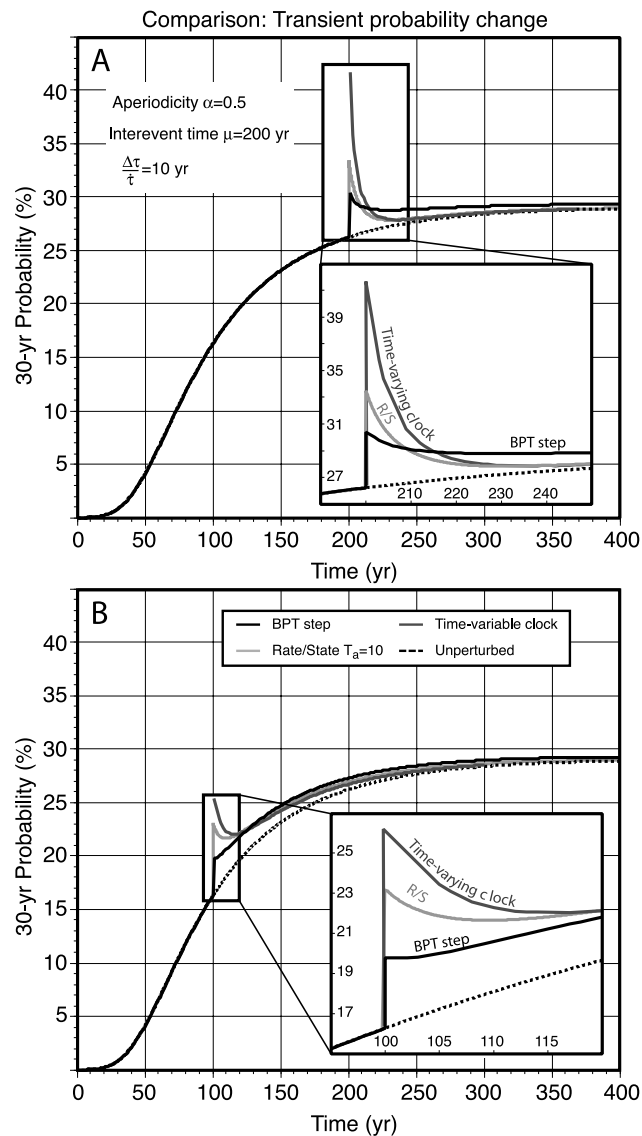 Comparison: Transient probability change
A
Aperiodicity α=0.5
Interevent time μ=200 yr
Δτ
τ̇
=10 yr
30-yr Probability (%)
40
35
30
25
20
15
10
5
39
35
31
27
Time-varying clock
R/S
BPT step
210 220 230 240
0 50 100 150 200 250 300 350 400
Time (yr)
B
BPT step
Time-variable clock
Rate/State Ta=10
Unperturbed
30-yr Probability (%)
40
35
30
25
20
15
10
5
25
23
21
19
17
Time-varying clock
R/S
BPT step
100 105 110 115
0 50 100 150 200 250 300 350 400
Time (yr)